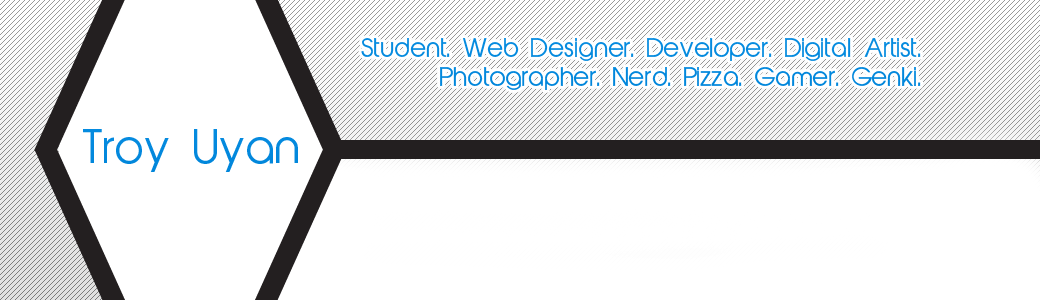 Student. Web Designer. Developer. Digital Artist.
Photographer. Nerd. Pizza. Gamer. Genki.
Troy Uyan